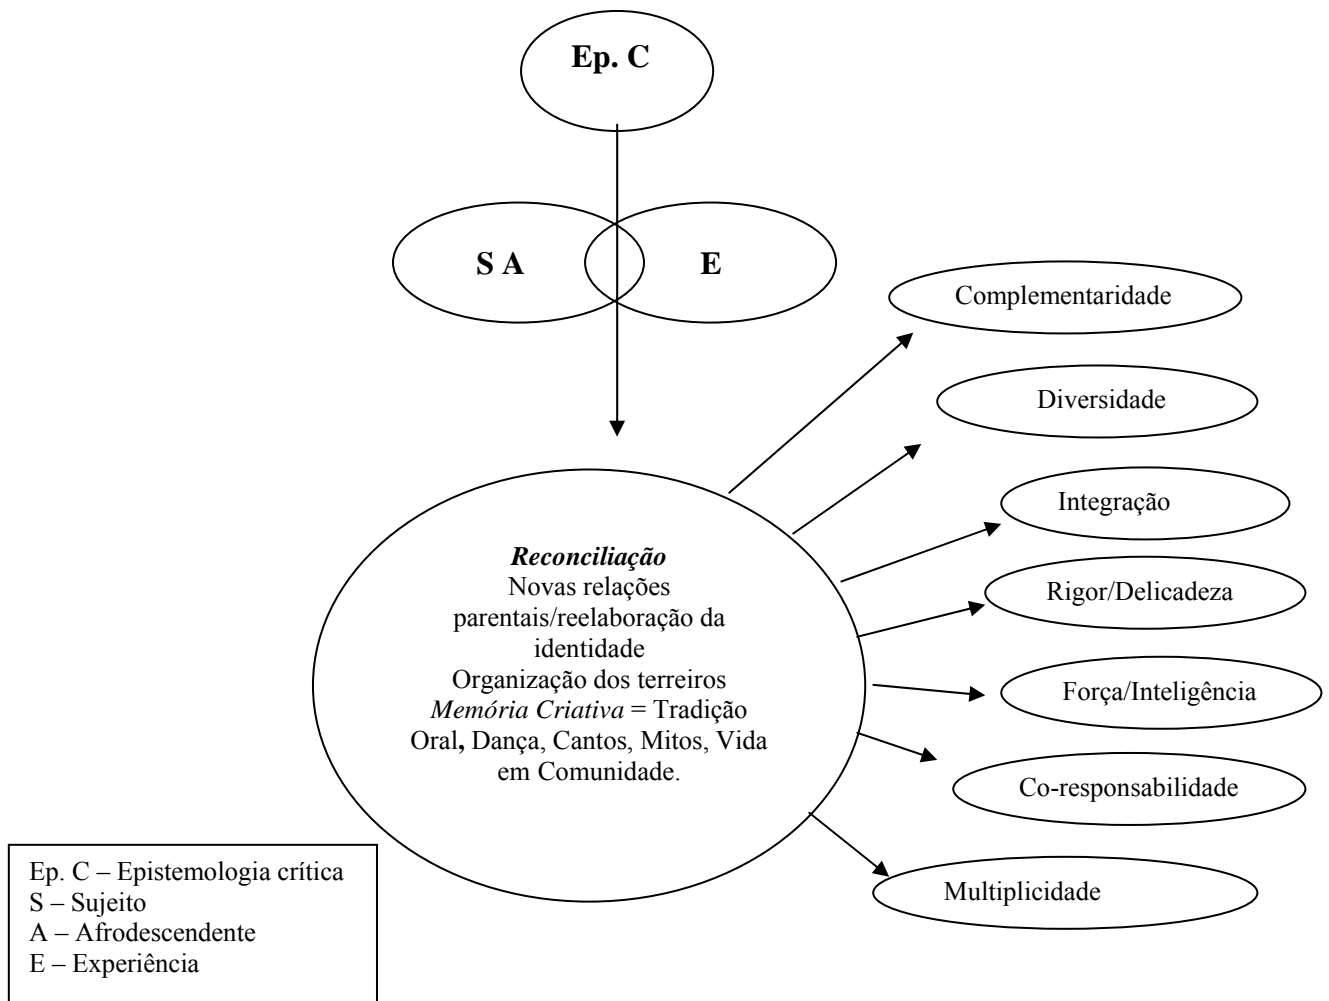 Ep. C
S A
E
Complementaridade
Diversidade
Integração
Rigor/Delicadeza
Força/Inteligência
Co-responsabilidade
Multiplicidade
Reconciliação
Novas relações
parentais/reelaboração da
identidade
Organização dos terreiros
Memória Criativa = Tradição
Oral, Dança, Cantos, Mitos, Vida
em Comunidade.
Ep. C – Epistemologia crítica
S – Sujeito
A – Afrodescendente
E – Experiência